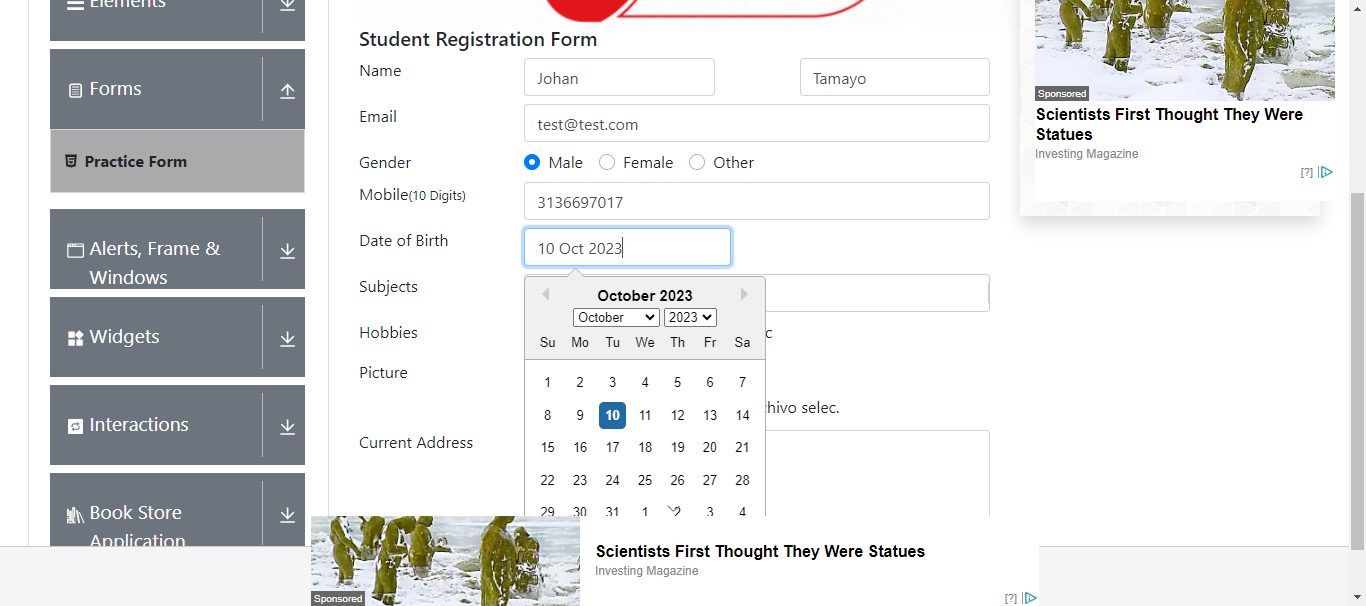 Elements
Forms
Practice Form
Alerts, Frame &
Windows
Widgets
Interactions
Book Store
Application
Student Registration Form
Name
Johan
Tamayo
Email
test@test.com
Gender
Male
Female
Other
Mobile(10 Digits)
3136697017
Date of Birth
10 Oct 2023
Subjects
October 2023
October
2023
Su Mo Tu We Th Fr Sa
1 2 3 4 5 6 7
8 9 10 11 12 13 14
15 16 17 18 19 20 21
22 23 24 25 26 27 28
29 30 31 1 2 3 4
Hobbies
c
Picture
hivo selec.
Current Address
Sponsored
Scientists First Thought They Were
Statues
Investing Magazine
[?]
Sponsored
Scientists First Thought They Were Statues
Investing Magazine
[?]